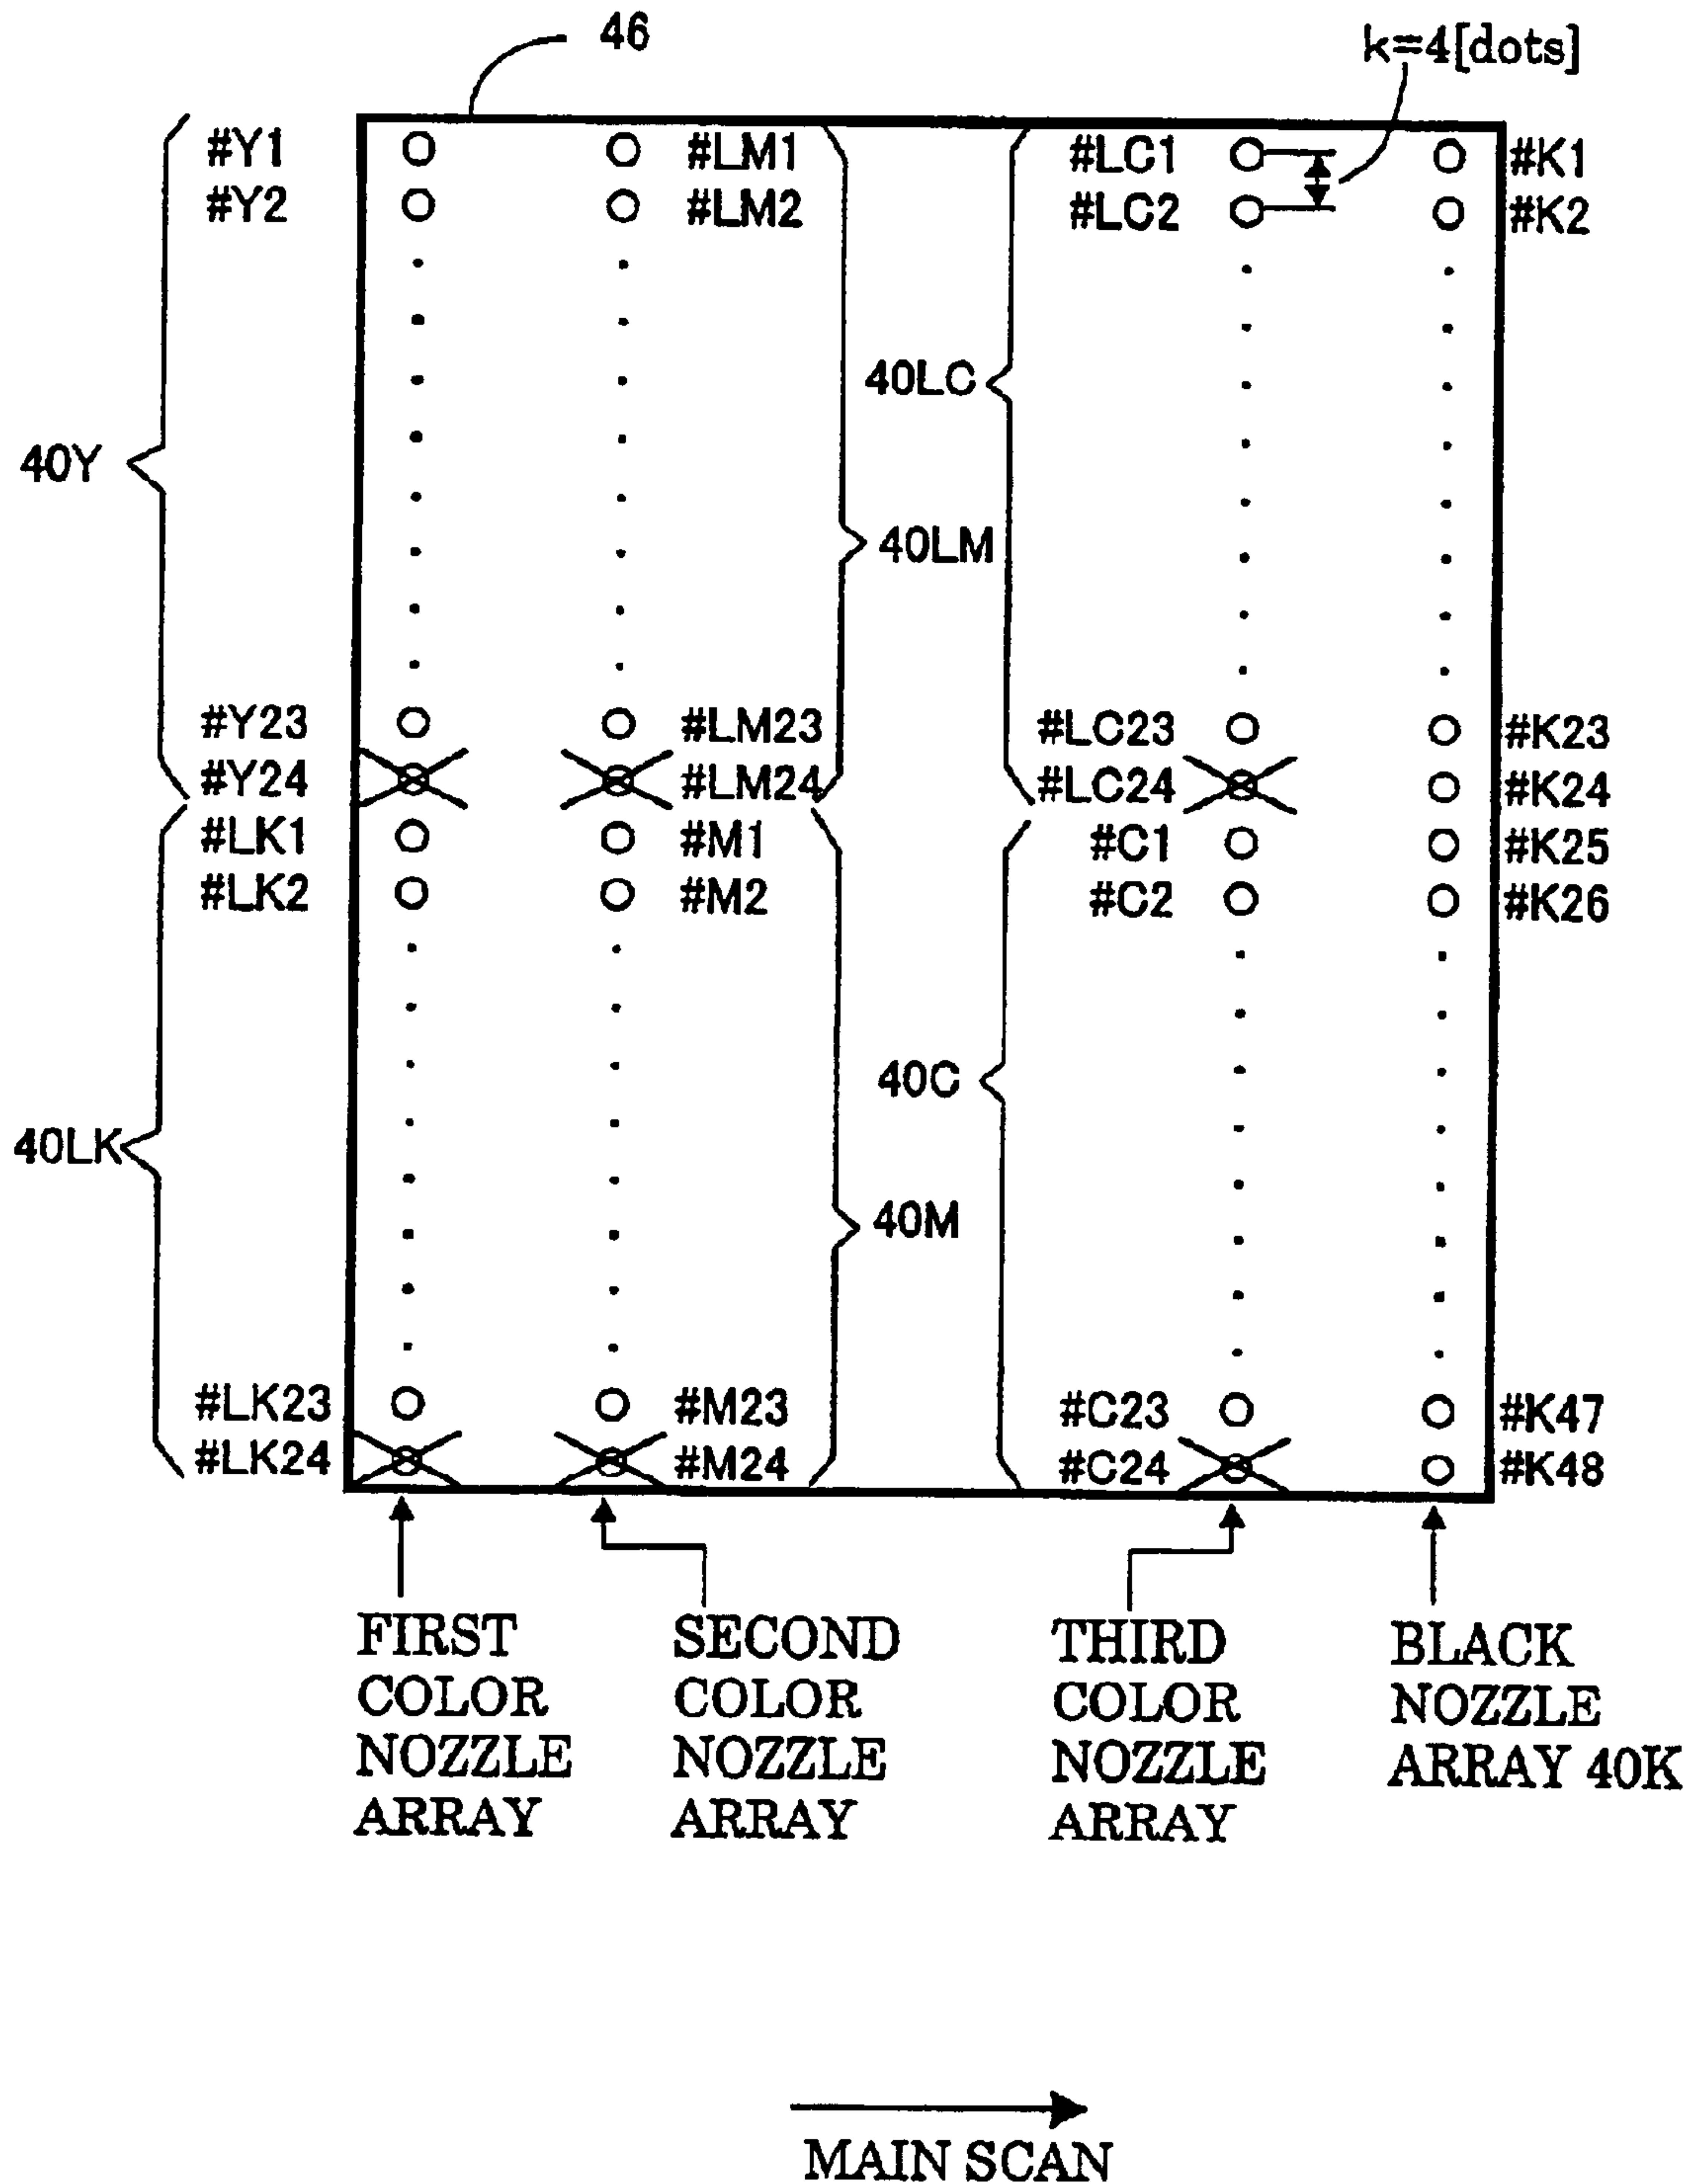 46
k=4[dots]
#Y1 #LM1 #LC1 #K1
#Y2 #LM2 #LC2 #K2
40LC
40Y
40LM
#Y23 #LM23 #LC23 #K23
#Y24 #LM24 #LC24 #K24
#LK1 #M1 #C1 #K25
#LK2 #M2 #C2 #K26
40C
40LK
40M
#LK23 #M23 #C23 #K47
#LK24 #M24 #C24 #K48
FIRST
COLOR
NOZZLE
ARRAY
SECOND
COLOR
NOZZLE
ARRAY
THIRD
COLOR
NOZZLE
ARRAY
BLACK
NOZZLE
ARRAY 40K
MAIN SCAN